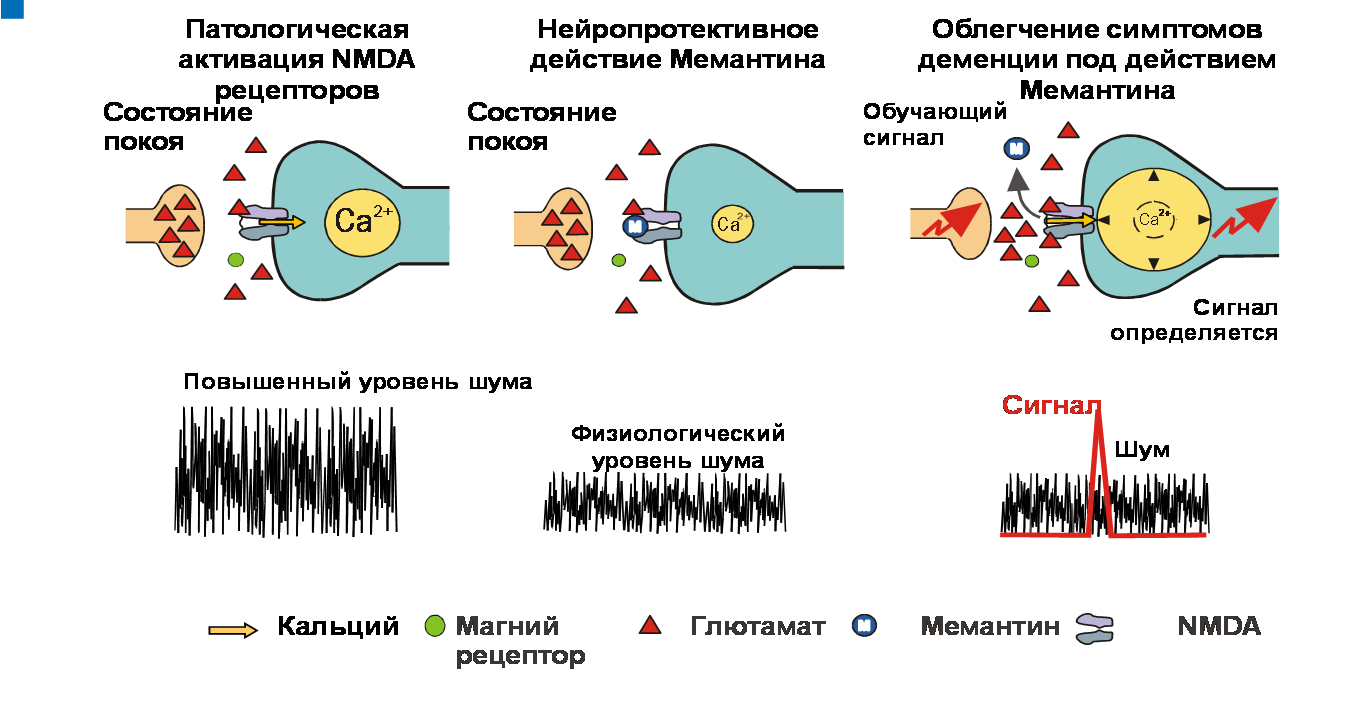 Патологическая
активация NMDA
рецепторов
Состояние
покоя
Ca2+
Повышенный уровень шума
Нейропротективное
действие Мемантина
Состояние
покоя
Ca2+
Физиологический
уровень шума
Облегчение симптомов
деменции под действием
Мемантина
Обучающий
сигнал
Ca2+
Сигнал
определяется
Сигнал
Шум
Кальций
Магний
рецептор
Глютамат
Мемантин
NMDA